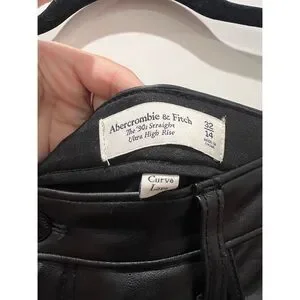 Abercrombie & Fitch
The '90s Straight
Ultra High Rise
32
14
Curve
Love